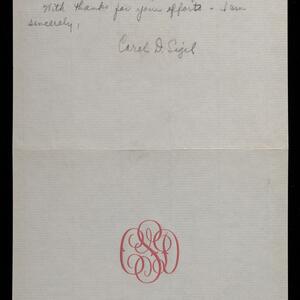 With thanks for your efforts - I am
sincerely,
Carol D. Sigel